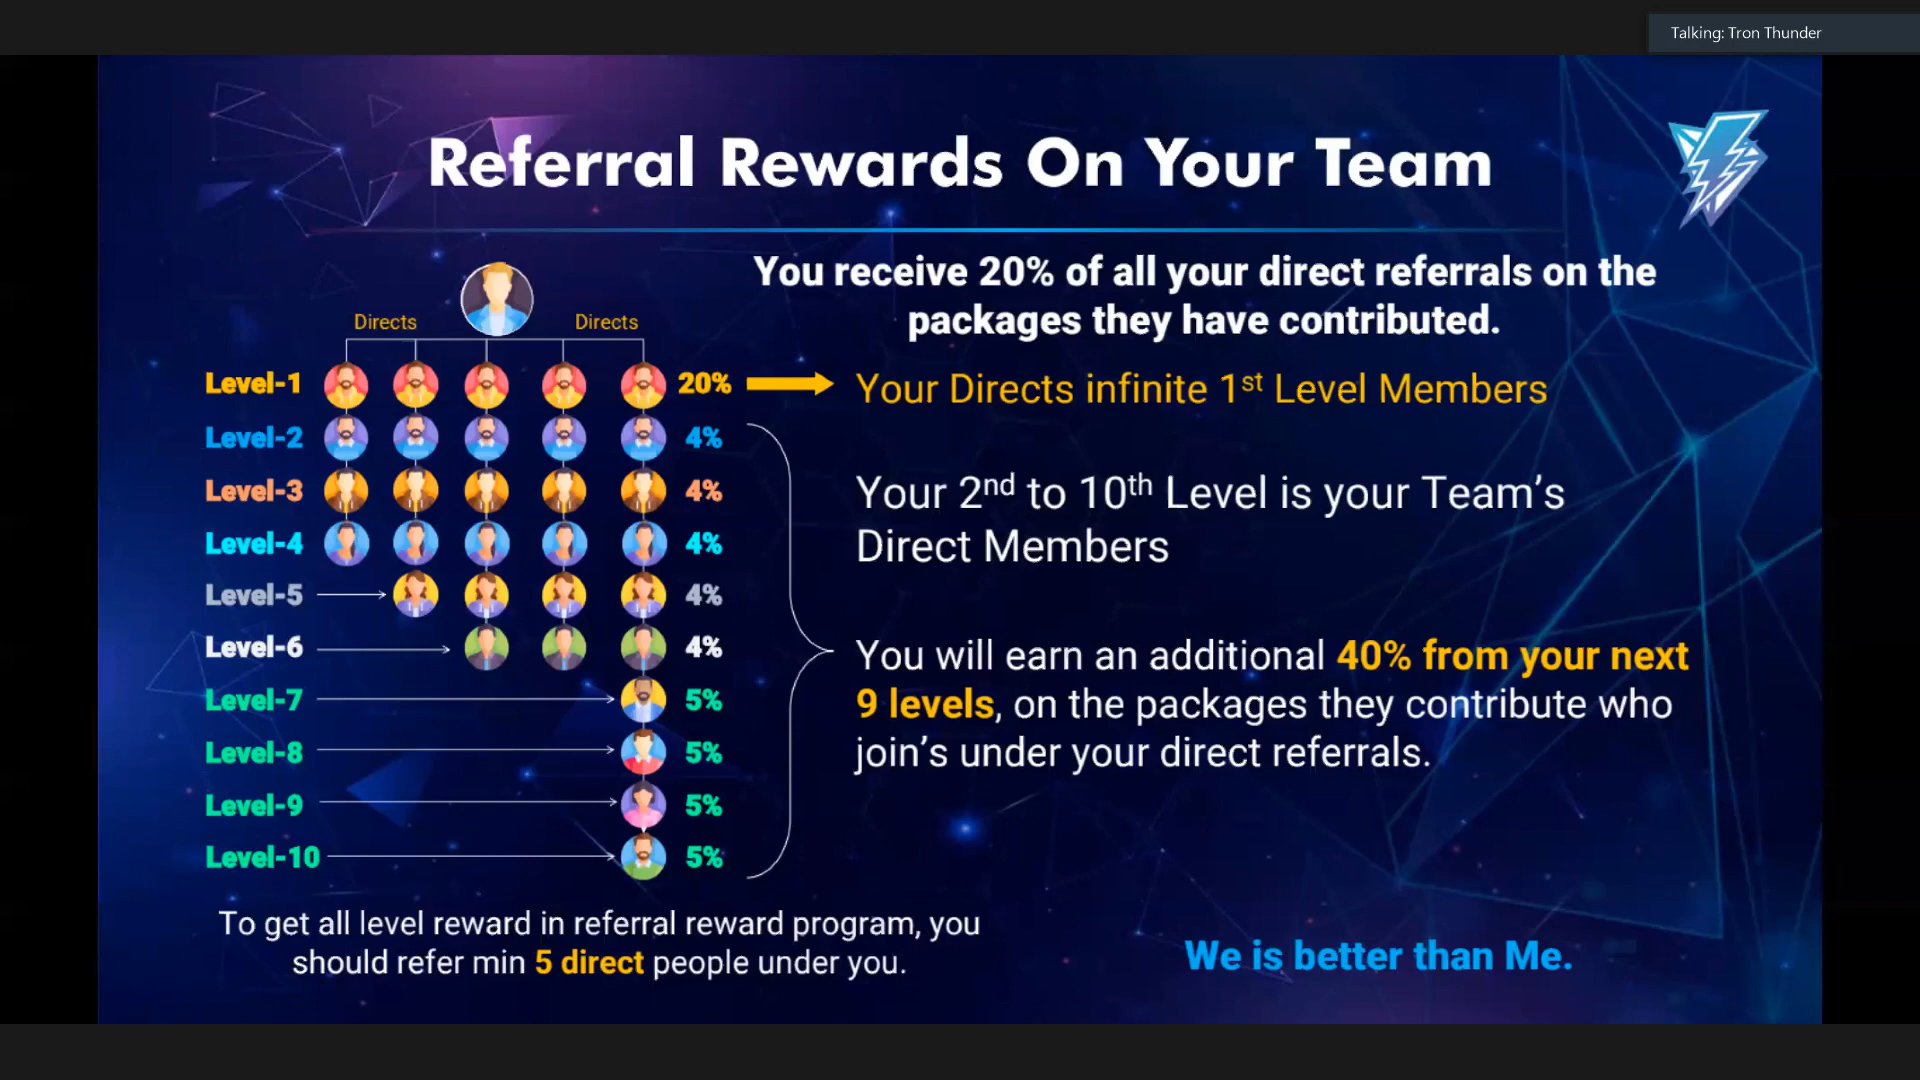 Talking: Tron Thunder
Referral Rewards On Your Team
You receive 20% of all your direct referrals on the
packages they have contributed.
Directs Directs
Level-1 20% Your Directs infinite 1st Level Members
Level-2 4%
Level-3 4%
Your 2nd to 10th Level is your Team's
Direct Members
Level-4 4%
Level-5 4%
Level-6 4%
You will earn an additional 40% from your next
9 levels, on the packages they contribute who
join's under your direct referrals.
Level-7 5%
Level-8 5%
Level-9 5%
Level-10 5%
To get all level reward in referral reward program, you
should refer min 5 direct people under you.
We is better than Me.